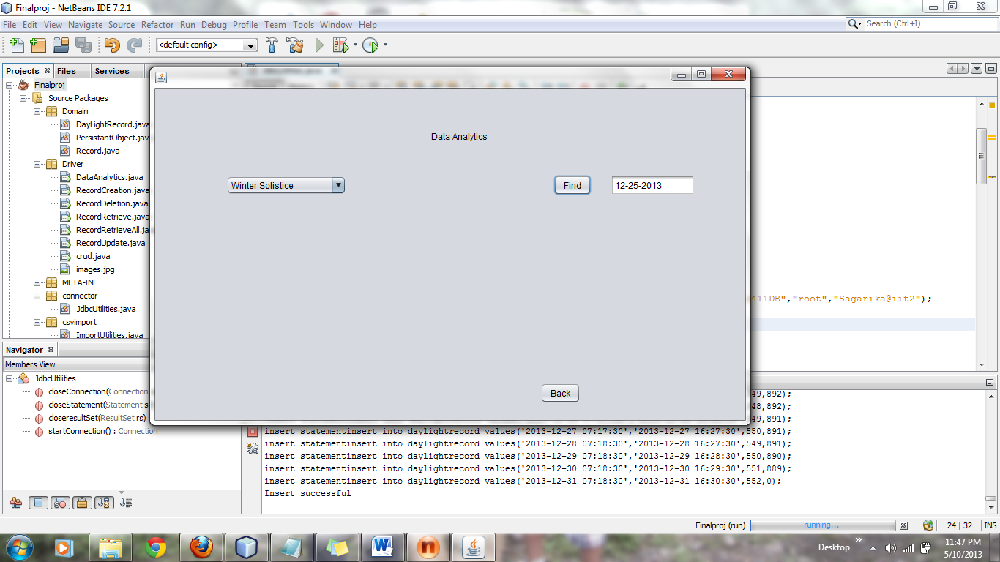 Finalproj - NetBeans IDE 7.2.1
File Edit View Navigate Source Refactor Run Debug Profile Team Tools Window Help
Search (Ctrl+I)
<default config>
Projects Files Services
Finalproj
Source Packages
Domain
DayLightRecord.java
PersistantObject.jav
Record.java
Driver
DataAnalytics.java
RecordCreation.java
RecordDeletion.java
RecordRetrieve.java
RecordRetrieveAll.ja
RecordUpdate.java
crud.java
images.jpg
META-INF
connector
JdbcUtilities.java
csvimport
ImportUtilities.java
Data Analytics
Winter Solistice
Find
12-25-2013
Back
411DB","root","Sagarika@iit2");
Navigator
Members View
JdbcUtilities
closeConnection(Connection
closeStatement(Statement s
closeresultSet(ResultSet rs)
startConnection() : Connection
49,892);
48,892);
49,891);
insert statementinsert into daylightrecord values('2013-12-27 07:17:30','2013-12-27 16:27:30',550,891);
insert statementinsert into daylightrecord values('2013-12-28 07:18:30','2013-12-28 16:27:30',549,891);
insert statementinsert into daylightrecord values('2013-12-29 07:18:30','2013-12-29 16:28:30',550,890);
insert statementinsert into daylightrecord values('2013-12-30 07:18:30','2013-12-30 16:29:30',551,889);
insert statementinsert into daylightrecord values('2013-12-31 07:18:30','2013-12-31 16:30:30',552,0);
Insert successful
Finalproj (run)
running...
24 | 32
INS
Desktop
11:47 PM
5/10/2013